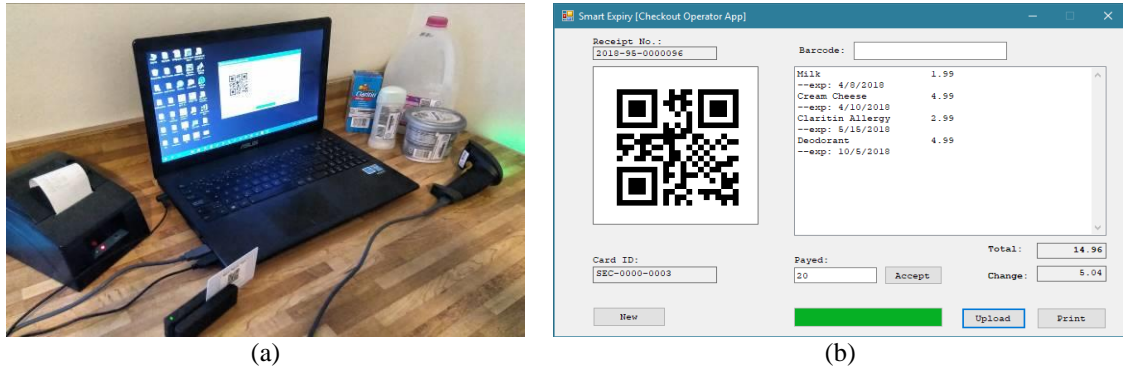 Smart Expiry [Checkout Operator App]
Receipt No.:
2018-95-0000096
Barcode:
Milk 1.99
--exp: 4/8/2018
Cream Cheese 4.99
--exp: 4/10/2018
Claritin Allergy 2.99
--exp: 5/15/2018
Deodorant 4.99
--exp: 10/5/2018
Total: 14.96
Card ID:
SEC-0000-0003
Payed:
20
Accept
Change: 5.04
New
Upload
Print
ASUS
Claritin
(a)
(b)